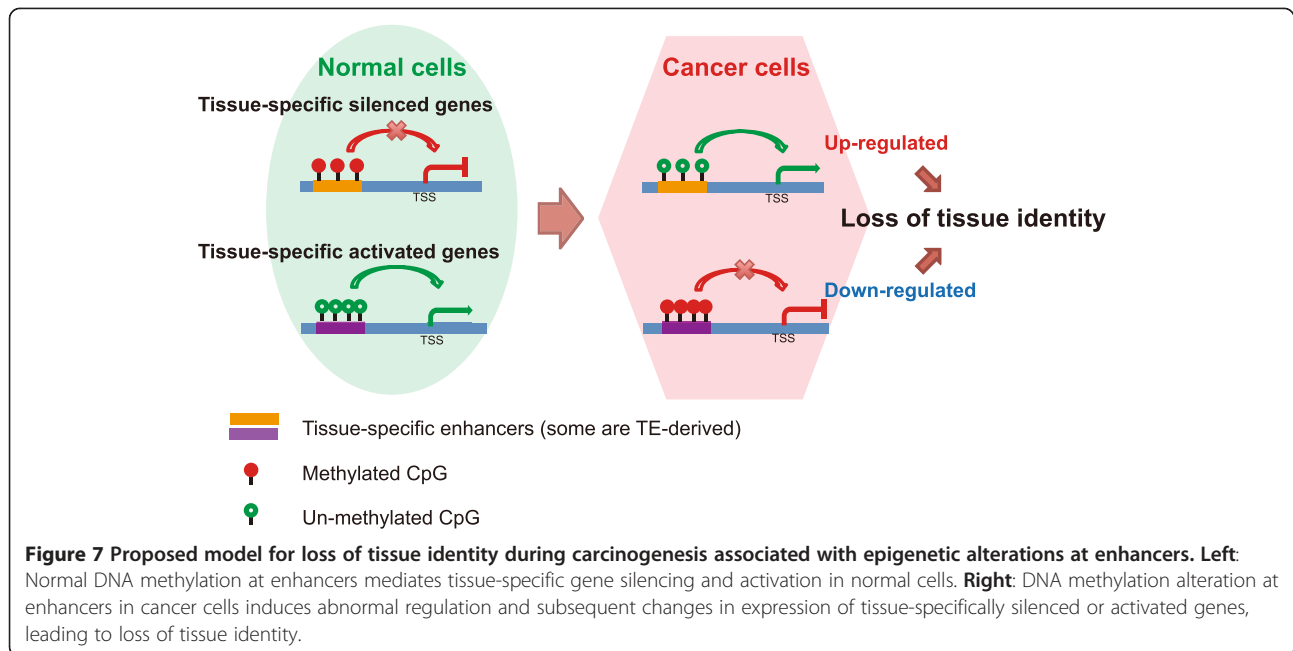 Normal cells
Tissue-specific silenced genes
TSS
Tissue-specific activated genes
TSS
Cancer cells
TSS
TSS
Up-regulated
Loss of tissue identity
Down-regulated
Tissue-specific enhancers (some are TE-derived)
Methylated CpG
Un-methylated CpG
Figure 7 Proposed model for loss of tissue identity during carcinogenesis associated with epigenetic alterations at enhancers. Left:
Normal DNA methylation at enhancers mediates tissue-specific gene silencing and activation in normal cells. Right: DNA methylation alteration at
enhancers in cancer cells induces abnormal regulation and subsequent changes in expression of tissue-specifically silenced or activated genes,
leading to loss of tissue identity.